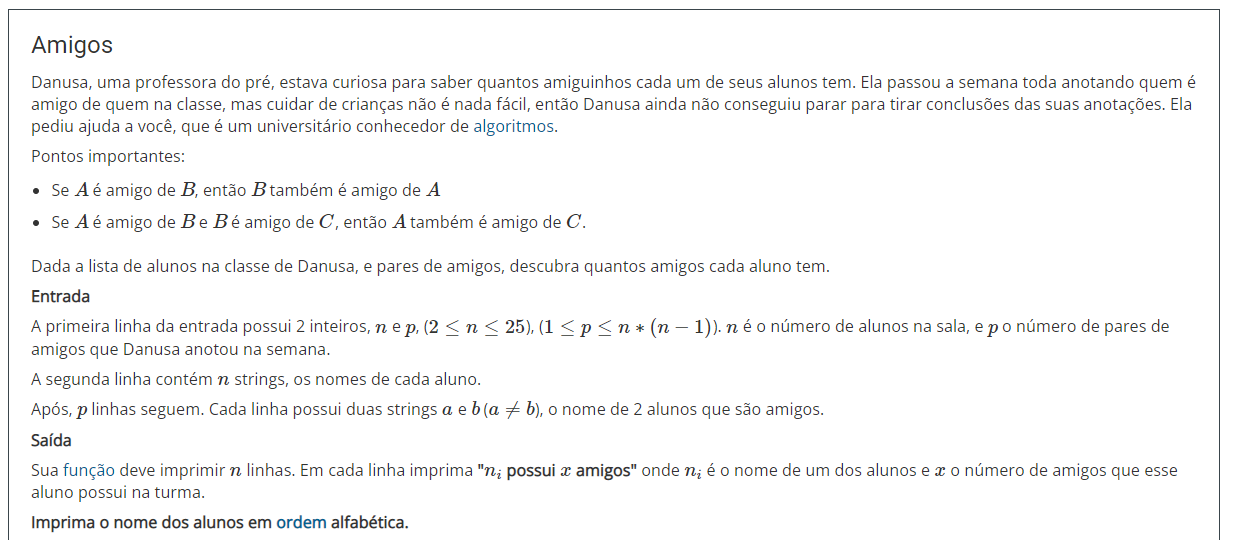 Amigos
Danusa, uma professora do pré, estava curiosa para saber quantos amiguinhos cada um de seus alunos tem. Ela passou a semana toda anotando quem é
amigo de quem na classe, mas cuidar de crianças não é nada fácil, então Danusa ainda não conseguiu parar para tirar conclusões das suas anotações. Ela
pediu ajuda a você, que é um universitário conhecedor de algoritmos.
Pontos importantes:
• Se A é amigo de B, então B também é amigo de A
• Se A é amigo de B e B é amigo de C, então A também é amigo de C.
Dada a lista de alunos na classe de Danusa, e pares de amigos, descubra quantos amigos cada aluno tem.
Entrada
A primeira linha da entrada possui 2 inteiros, n e p, (2 ≤ n ≤ 25), (1 ≤ p ≤ n ∗ (n − 1)). n é o número de alunos na sala, e p o número de pares de
amigos que Danusa anotou na semana.
A segunda linha contém n strings, os nomes de cada aluno.
Após, p linhas seguem. Cada linha possui duas strings a e b (a ≠ b), o nome de 2 alunos que são amigos.
Saída
Sua função deve imprimir n linhas. Em cada linha imprima "nᵢ possui x amigos" onde nᵢ é o nome de um dos alunos e x o número de amigos que esse
aluno possui na turma.
Imprima o nome dos alunos em ordem alfabética.